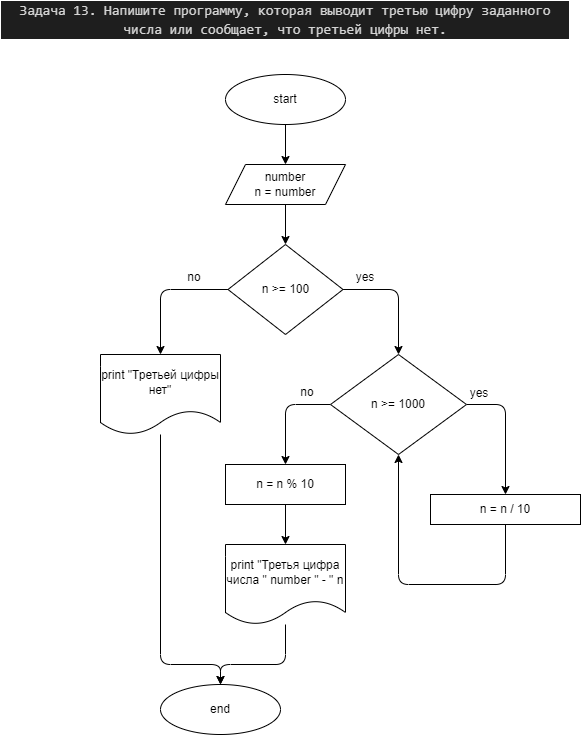 Задача 13. Напишите программу, которая выводит третью цифру заданного
числа или сообщает, что третьей цифры нет.
start
number
n = number
n >= 100
no
yes
print "Третьей цифры
нет"
n >= 1000
no
yes
n = n % 10
n = n / 10
print "Третья цифра
числа " number " - " n
end